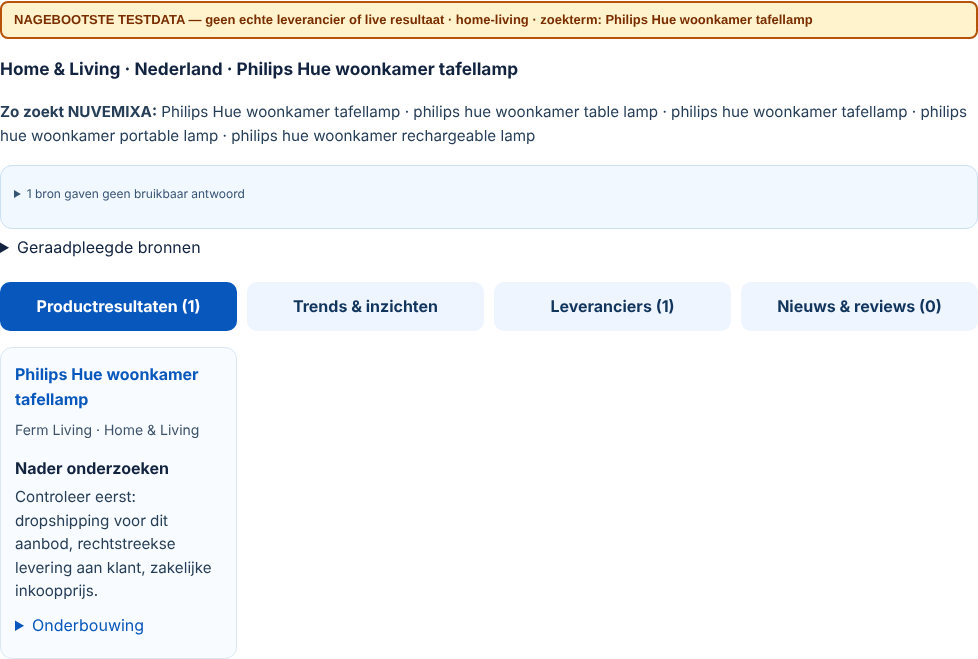 NAGEBOOTSTE TESTDATA — geen echte leverancier of live resultaat · home-living · zoekterm: Philips Hue woonkamer tafellamp
Home & Living · Nederland · Philips Hue woonkamer tafellamp
Zo zoekt NUVEMIXA: Philips Hue woonkamer tafellamp · philips hue woonkamer table lamp · philips hue woonkamer tafellamp · philips
hue woonkamer portable lamp · philips hue woonkamer rechargeable lamp
1 bron gaven geen bruikbaar antwoord
Geraadpleegde bronnen
Productresultaten (1)
Trends & inzichten
Leveranciers (1)
Nieuws & reviews (0)
Philips Hue woonkamer
tafellamp
Ferm Living · Home & Living
Nader onderzoeken
Controleer eerst:
dropshipping voor dit
aanbod, rechtstreekse
levering aan klant, zakelijke
inkoopprijs.
Onderbouwing